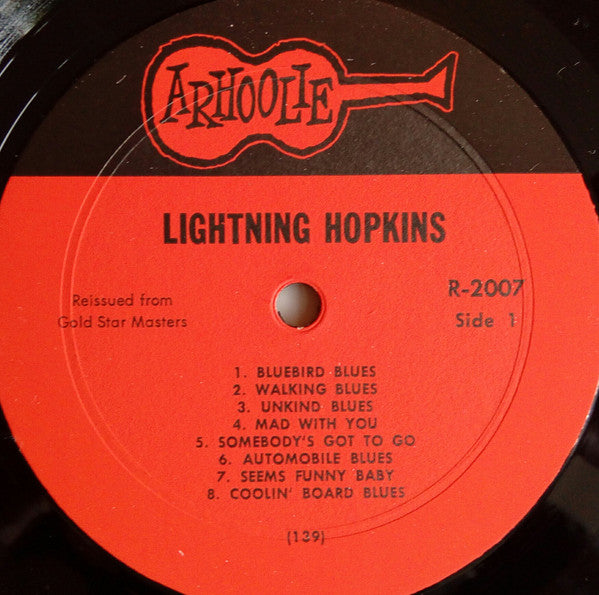 ARHOOLIE
LIGHTNING HOPKINS
Reissued from
Gold Star Masters
R-2007
Side 1
1. BLUEBIRD BLUES
2. WALKING BLUES
3. UNKIND BLUES
4. MAD WITH YOU
5. SOMEBODY'S GOT TO GO
6. AUTOMOBILE BLUES
7. SEEMS FUNNY BABY
8. COOLIN' BOARD BLUES
(139)